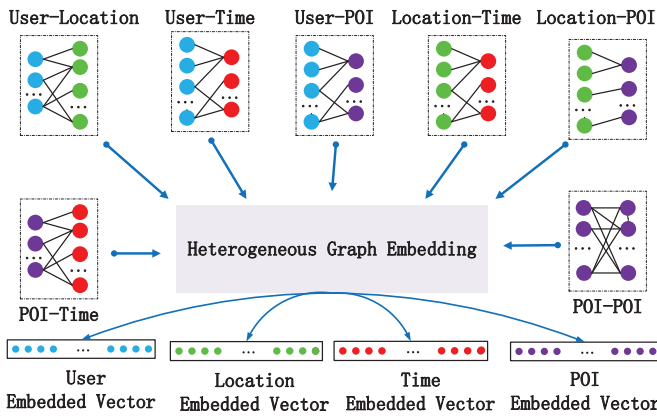 User-Location User-Time User-POI Location-Time Location-POI
Heterogeneous Graph Embedding
POI-Time POI-POI
User Embedded Vector
Location Embedded Vector
Time Embedded Vector
POI Embedded Vector